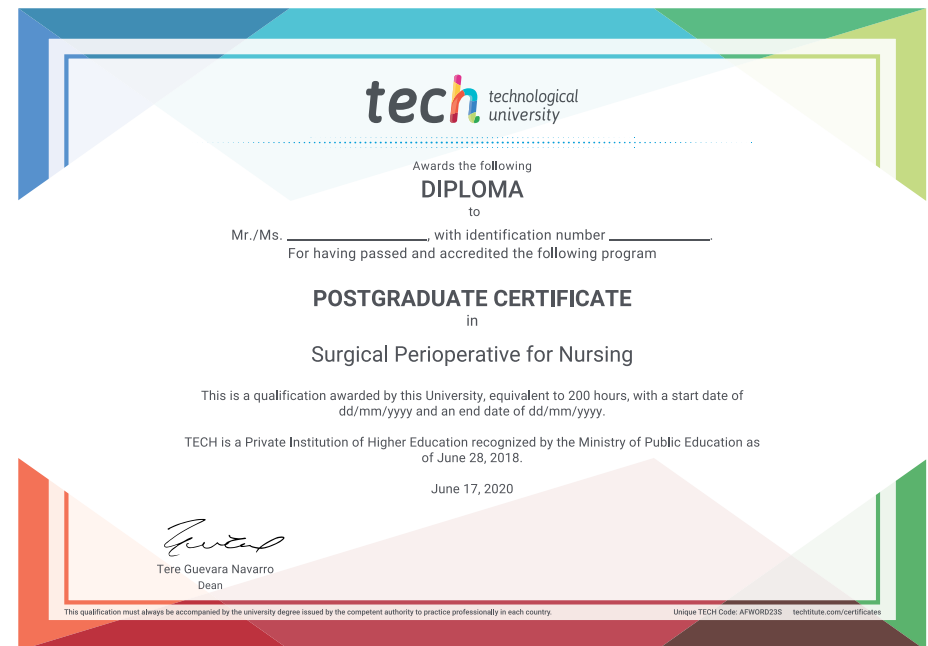 tech technological
university
Awards the following
DIPLOMA
to
Mr./Ms. ____________________, with identification number ______________.
For having passed and accredited the following program
POSTGRADUATE CERTIFICATE
in
Surgical Perioperative for Nursing
This is a qualification awarded by this University, equivalent to 200 hours, with a start date of
dd/mm/yyyy and an end date of dd/mm/yyyy.
TECH is a Private Institution of Higher Education recognized by the Ministry of Public Education as
of June 28, 2018.
June 17, 2020
Tere Guevara Navarro
Dean
This qualification must always be accompanied by the university degree issued by the competent authority to practice professionally in each country.
Unique TECH Code: AFWORD23S techtitute.com/certificates